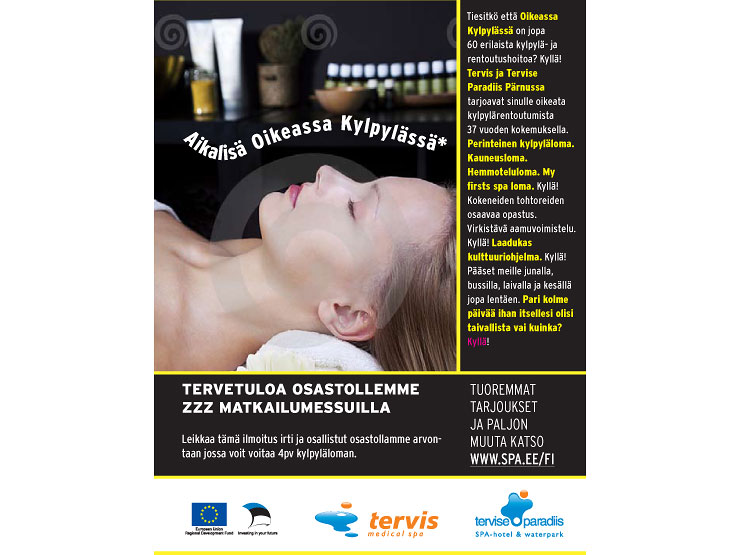 Aikalisä Oikeassa Kylpylässä*
Tiesitkö että Oikeassa
Kylpylässä on jopa
60 erilaista kylpylä- ja
rentoutushoitoa? Kyllä!
Tervis ja Tervise
Paradiis Pärnussa
tarjoavat sinulle oikeata
kylpylärentoutumista
37 vuoden kokemuksella.
Perinteinen kylpyläloma.
Kauneusloma.
Hemmotteluloma. My
firsts spa loma. Kyllä!
Kokeneiden tohtoreiden
osaavaa opastus.
Virkistävä aamuvoimistelu.
Kyllä! Laadukas
kulttuuriohjelma. Kyllä!
Pääset meille junalla,
bussilla, laivalla ja kesällä
jopa lentäen. Pari kolme
päivää ihan itsellesi olisi
taivallista vai kuinka?
Kyllä!
TERVETULOA OSASTOLLEMME
ZZZ MATKAILUMESSUILLA
Leikkaa tämä ilmoitus irti ja osallistut osastollamme arvon-
taan jossa voit voitaa 4pv kylpyläloman.
TUOREMMAT
TARJOUKSET
JA PALJON
MUUTA KATSO
WWW.SPA.EE/FI
European Union
Regional Development Fund
Investing in your future
tervis
medical spa
tervise paradiis
SPA-hotel & waterpark